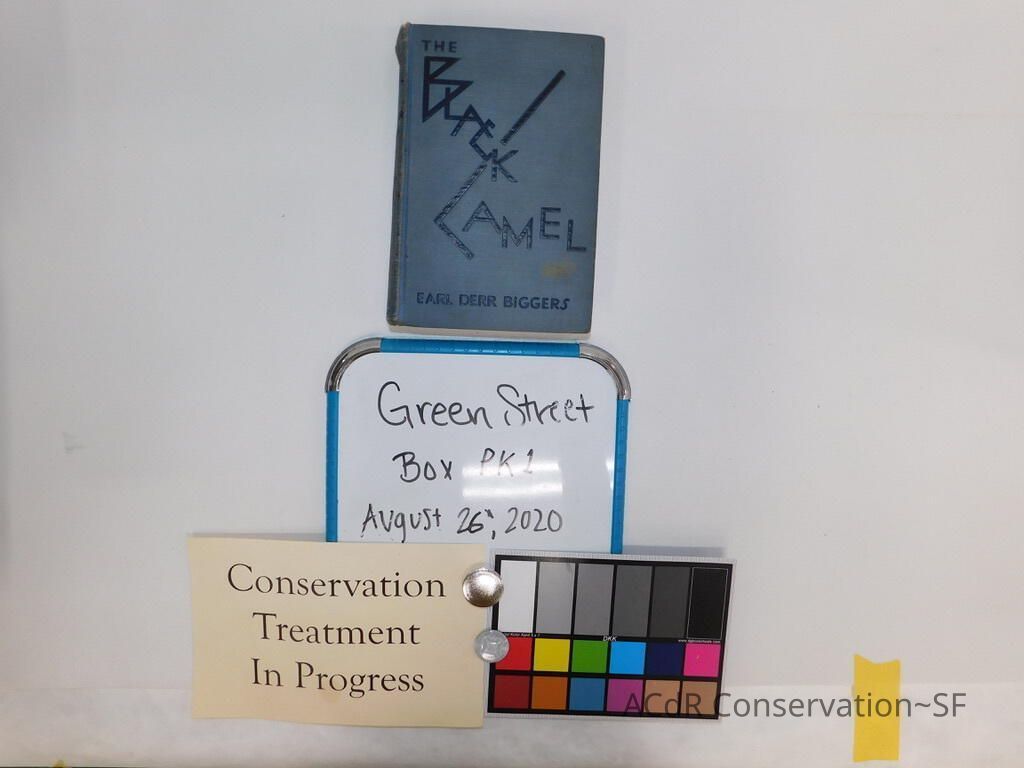 THE
BLACK
CAMEL
EARL DERR BIGGERS
Green Street
Box PK 1
August 26, 2020
Conservation
Treatment
In Progress
DKK
ACdR Conservation~SF